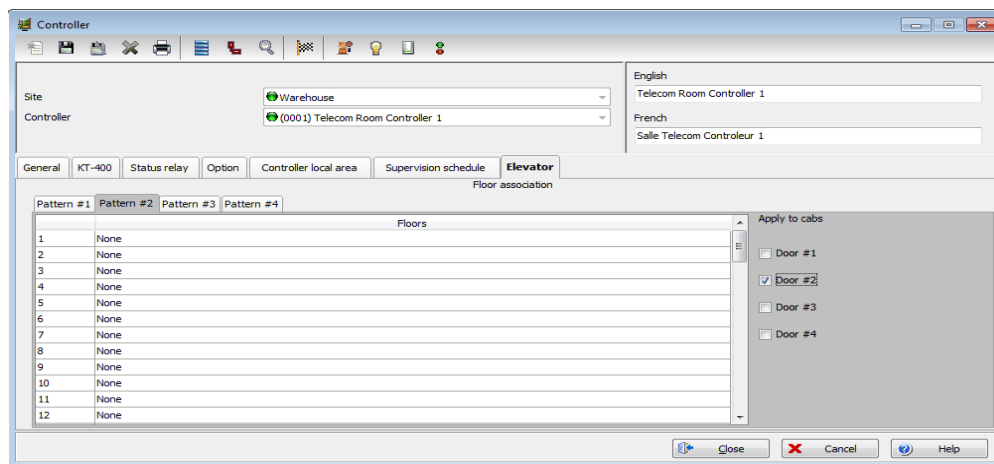 Controller
English
Site
Warehouse
Telecom Room Controller 1
Controller
(0001) Telecom Room Controller 1
French
Salle Telecom Controleur 1
General KT-400 Status relay Option Controller local area Supervision schedule Elevator
Floor association
Pattern #1 Pattern #2 Pattern #3 Pattern #4
Floors
Apply to cabs
1 None
2 None
3 None
4 None
5 None
6 None
7 None
8 None
9 None
10 None
11 None
12 None
Door #1
Door #2
Door #3
Door #4
Close Cancel Help